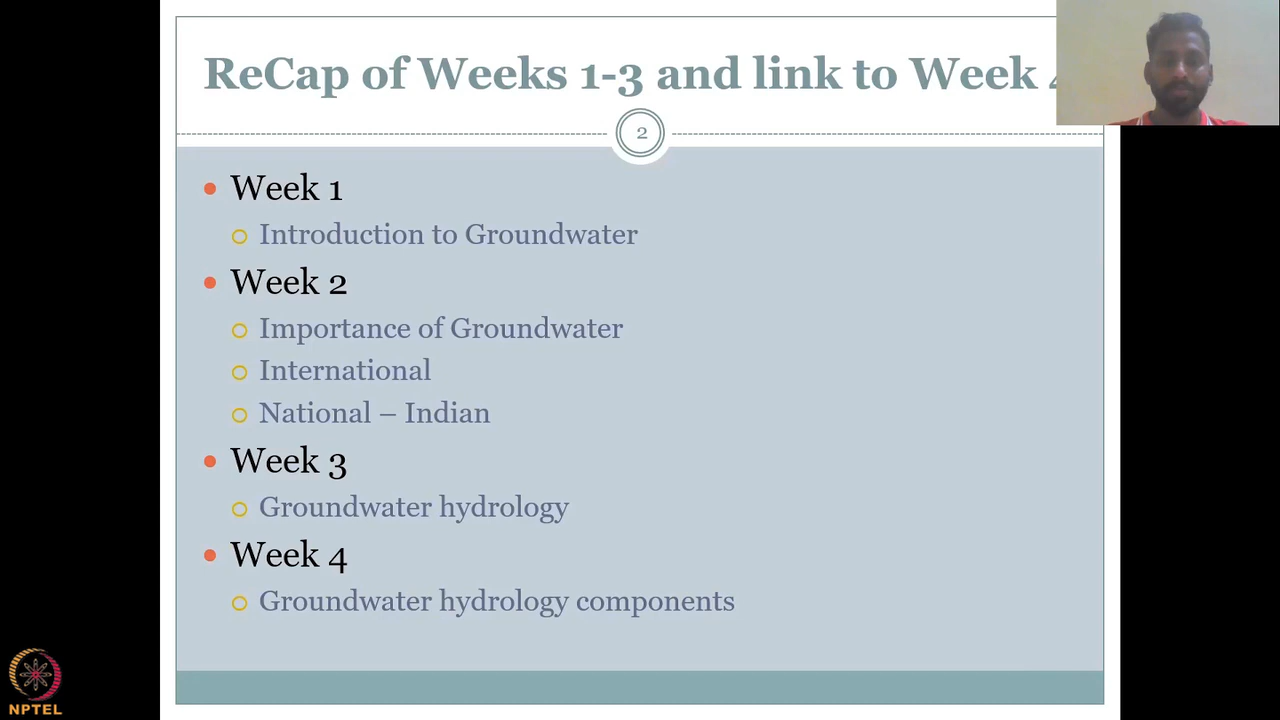 ReCap of Weeks 1-3 and link to Week
2
Week 1
Introduction to Groundwater
Week 2
Importance of Groundwater
International
National – Indian
Week 3
Groundwater hydrology
Week 4
Groundwater hydrology components
NPTEL